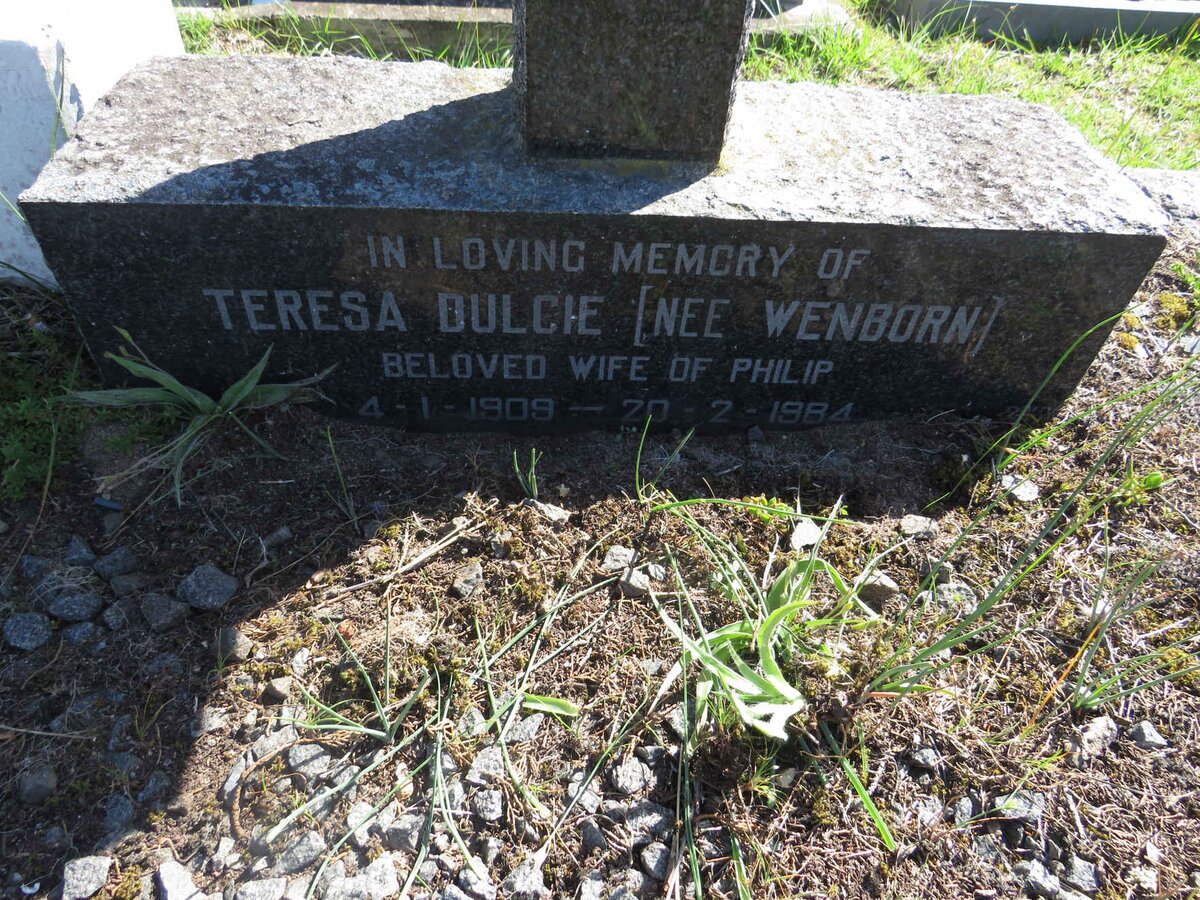 IN LOVING MEMORY OF
TERESA DULCIE [NEE WENBORN]
BELOVED WIFE OF PHILIP
4-1-1909 — 20-2-1984